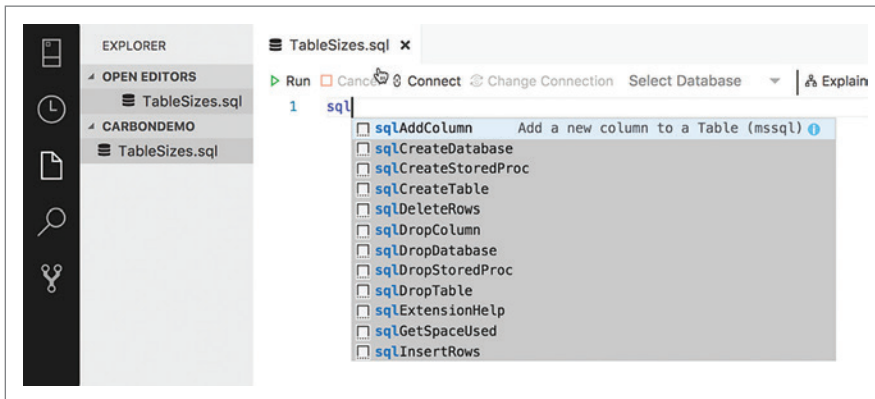 EXPLORER
OPEN EDITORS
TableSizes.sql
CARBONDEMO
TableSizes.sql
TableSizes.sql ×
Run Cancel Connect Change Connection Select Database Explain
1 sql
sqlAddColumn Add a new column to a Table (mssql)
sqlCreateDatabase
sqlCreateStoredProc
sqlCreateTable
sqlDeleteRows
sqlDropColumn
sqlDropDatabase
sqlDropStoredProc
sqlDropTable
sqlExtensionHelp
sqlGetSpaceUsed
sqlInsertRows